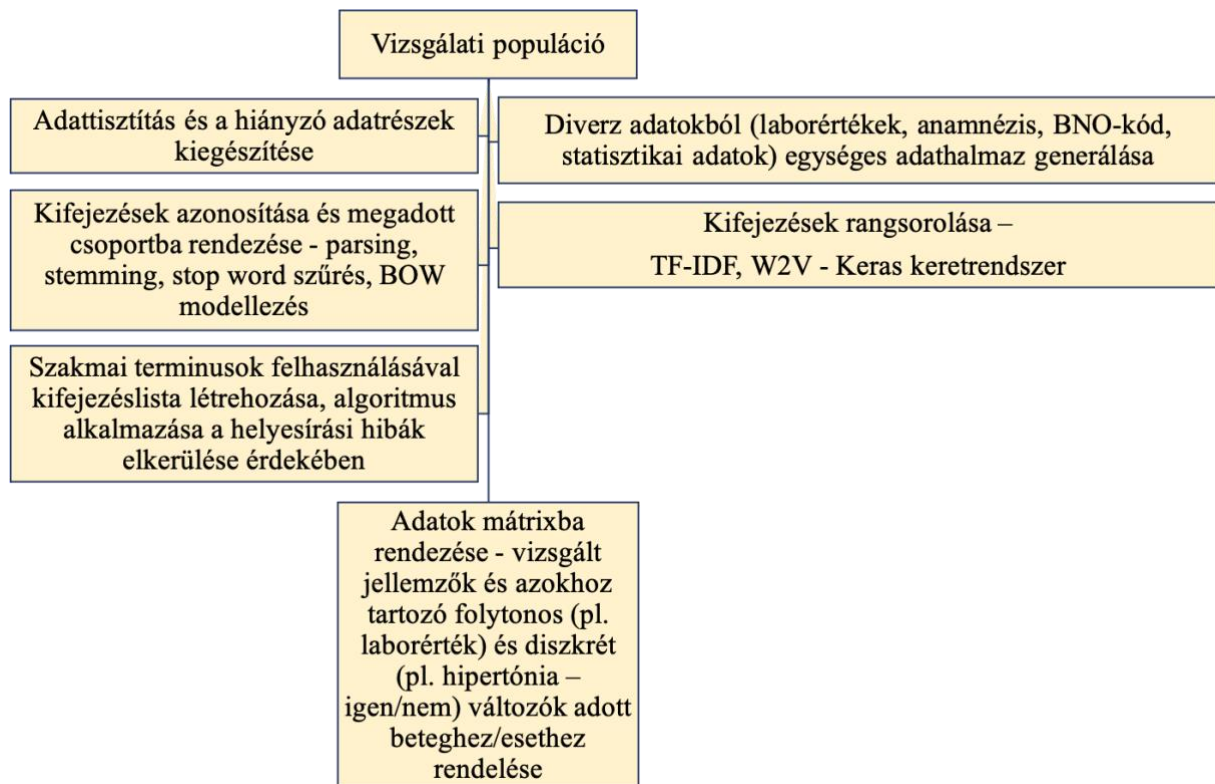 Vizsgálati populáció
Adattisztítás és a hiányzó adatrészek
kiegészítése
Diverz adatokból (laborértékek, anamnézis, BNO-kód,
statisztikai adatok) egységes adathalmaz generálása
Kifejezések azonosítása és megadott
csoportba rendezése - parsing,
stemming, stop word szűrés, BOW
modellezés
Kifejezések rangsorolása –
TF-IDF, W2V - Keras keretrendszer
Szakmai terminusok felhasználásával
kifejezéslista létrehozása, algoritmus
alkalmazása a helyesírási hibák
elkerülése érdekében
Adatok mátrixba
rendezése - vizsgált
jellemzők és azokhoz
tartozó folytonos (pl.
laborérték) és diszkrét
(pl. hipertónia –
igen/nem) változók adott
beteghez/esethez
rendelése